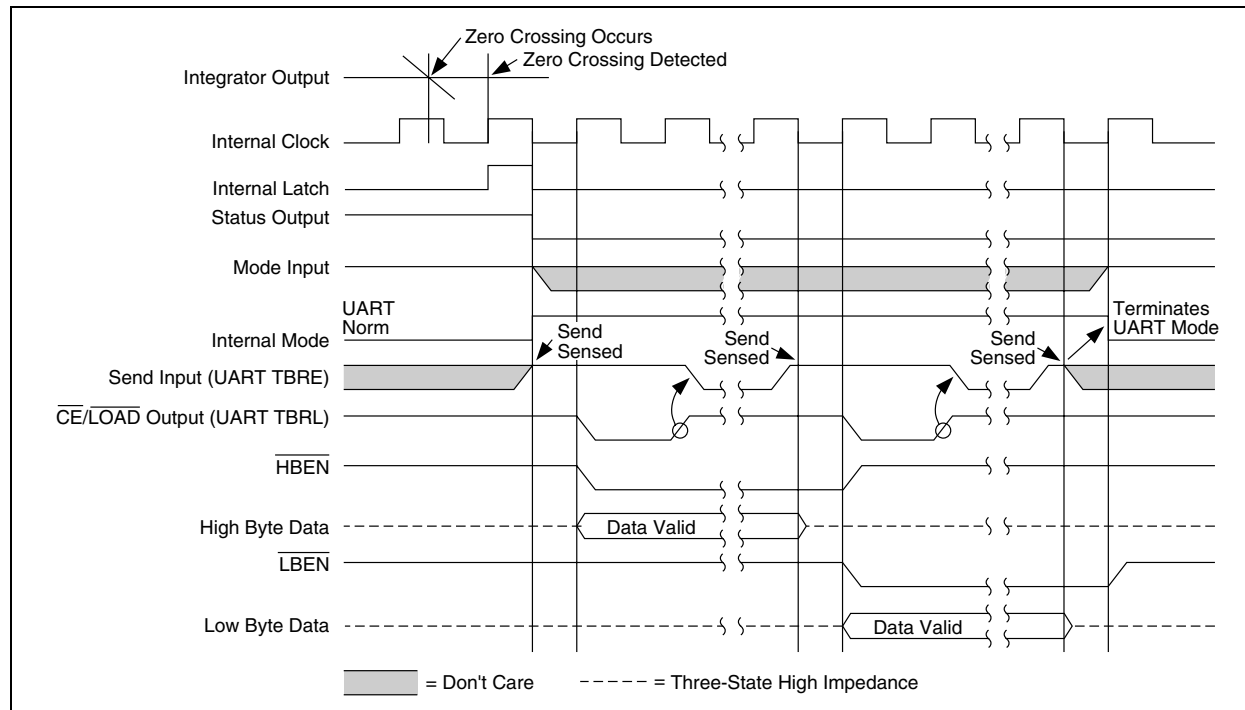 Zero Crossing Occurs
Zero Crossing Detected
Integrator Output
Internal Clock
Internal Latch
Status Output
Mode Input
UART
Norm
Terminates
UART Mode
Internal Mode
Send
Sensed
Send
Sensed
Send
Sensed
Send Input (UART TBRE)
CE/LOAD Output (UART TBRL)
HBEN
High Byte Data
Data Valid
LBEN
Low Byte Data
Data Valid
= Don't Care
= Three-State High Impedance